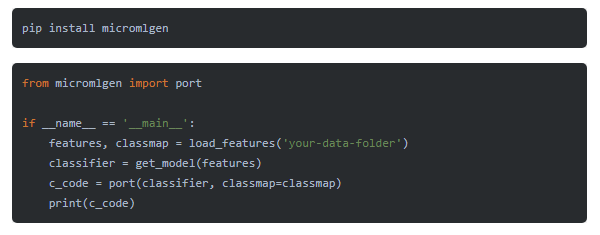 pip install micromlgen
from micromlgen import port
if __name__ == '__main__':
    features, classmap = load_features('your-data-folder')
    classifier = get_model(features)
    c_code = port(classifier, classmap=classmap)
    print(c_code)